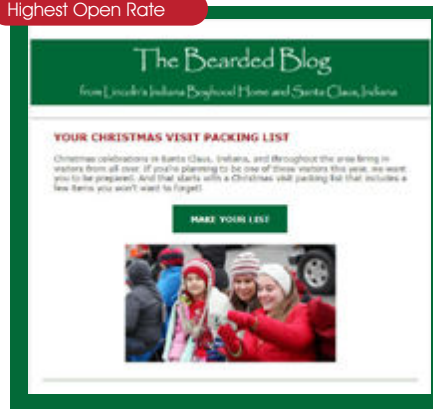 Highest Open Rate
The Bearded Blog
from Lincoln's Indiana Boyhood Home and Santa Claus, Indiana
YOUR CHRISTMAS VISIT PACKING LIST
Christmas celebrations in Santa Claus, Indiana, and throughout the area bring in
visitors from all over. If you're planning to be one of those visitors this year, we want
you to be prepared. And that starts with a Christmas visit packing list that includes a
few items you won't want to forget!
MAKE YOUR LIST